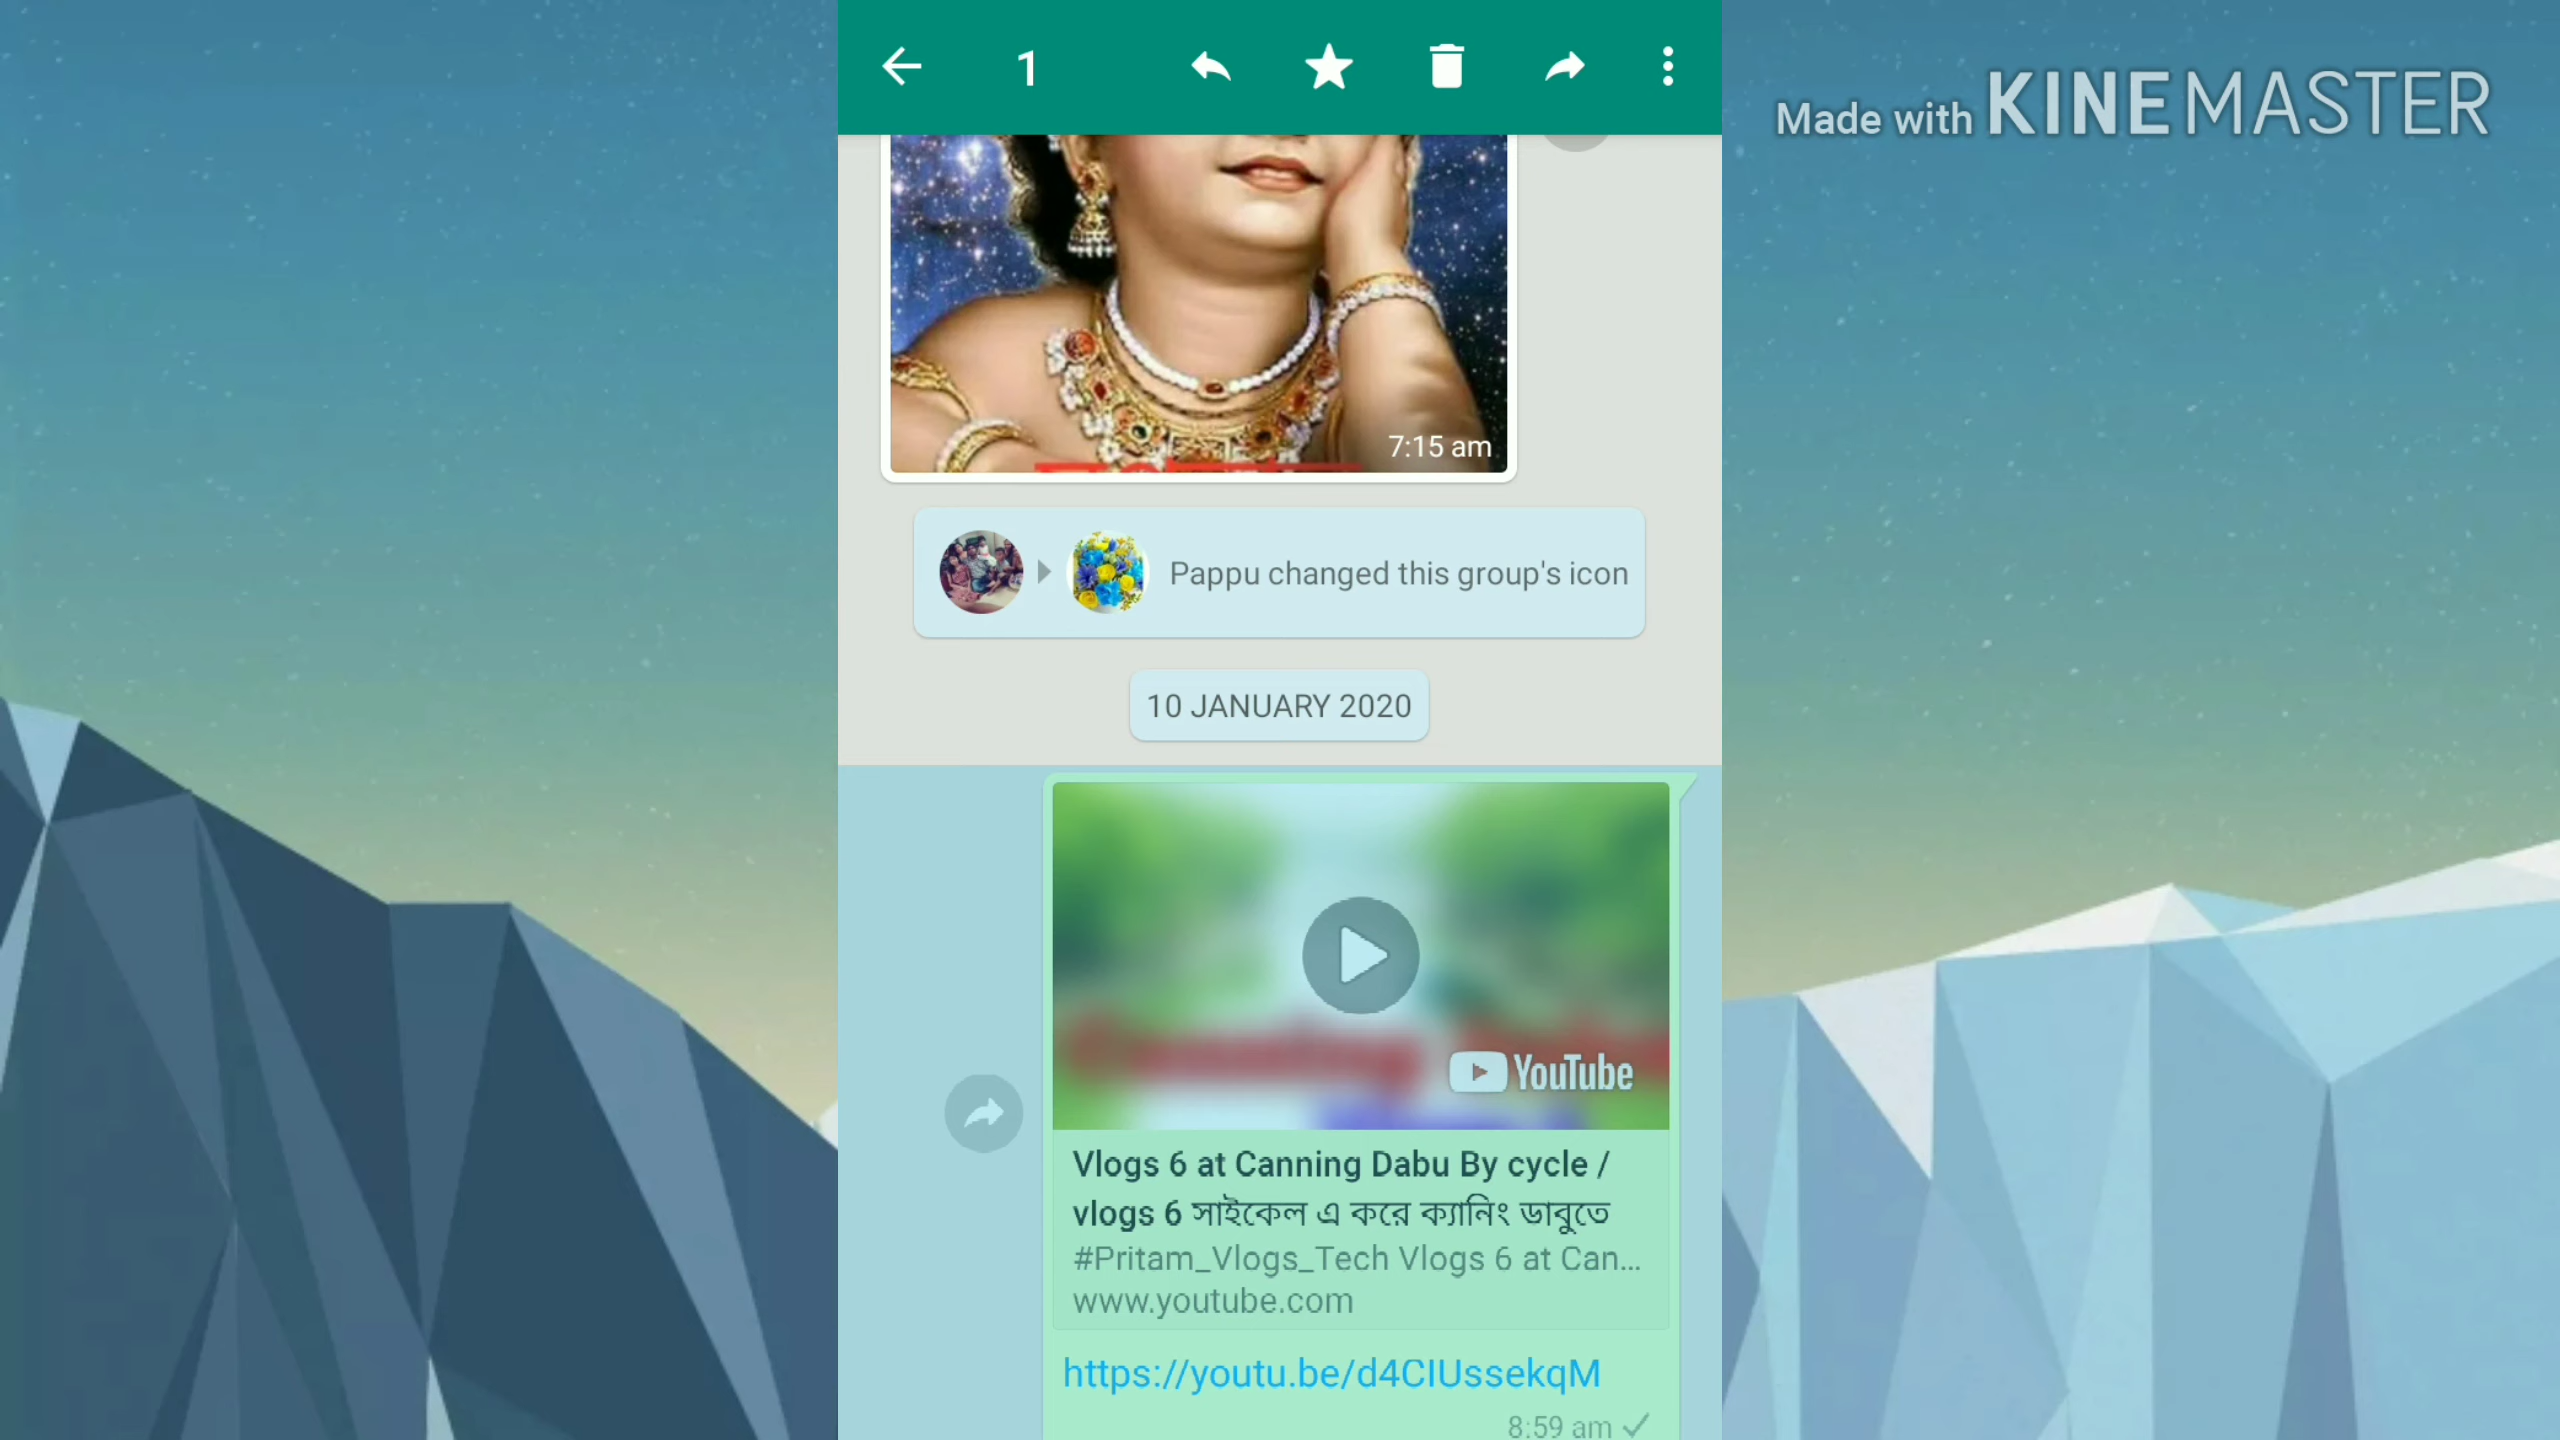 1
Made with KINEMASTER
7:15 am
Pappu changed this group's icon
10 JANUARY 2020
YouTube
Vlogs 6 at Canning Dabu By cycle /
vlogs 6 সাইকেল এ করে ক্যানিং ডাবুতে
#Pritam_Vlogs_Tech Vlogs 6 at Can...
www.youtube.com
https://youtu.be/d4CIUssekqM
8:59 am